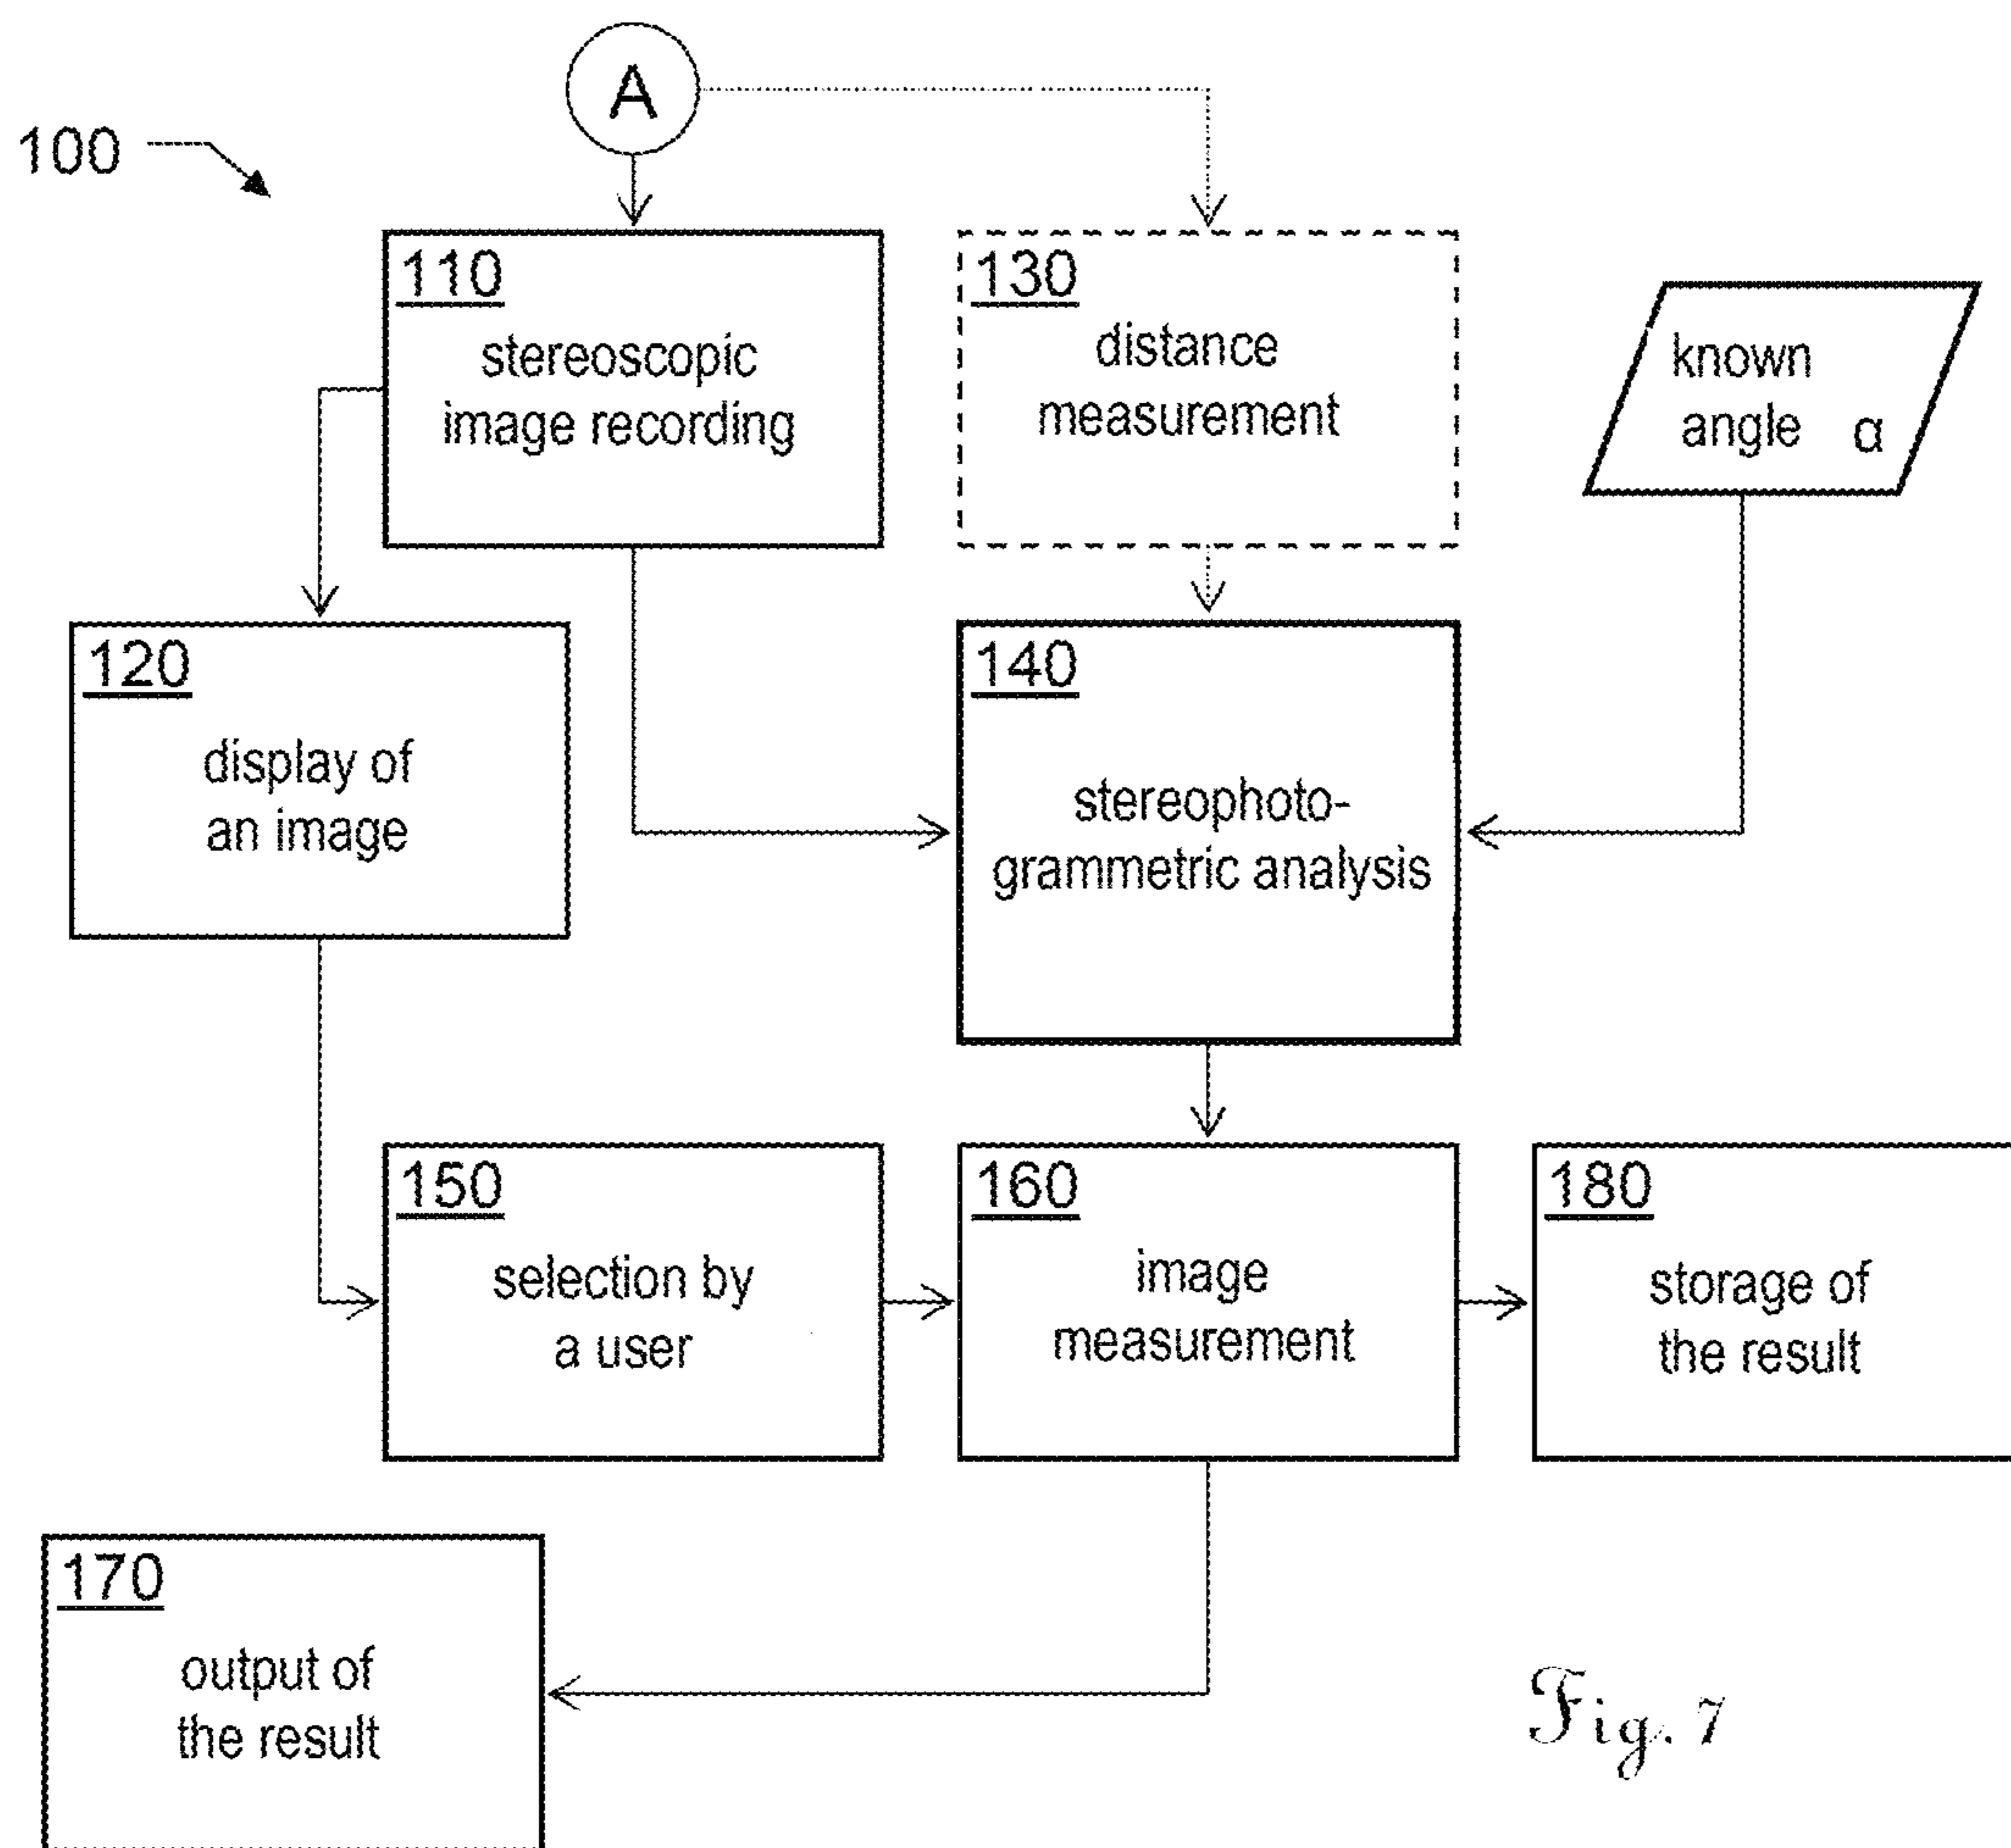 A
100
110
stereoscopic
image recording
130
distance
measurement
known
angle α
120
display of
an image
140
stereophoto-
grammetric analysis
150
selection by
a user
160
image
measurement
180
storage of
the result
170
output of
the result
Fig. 7